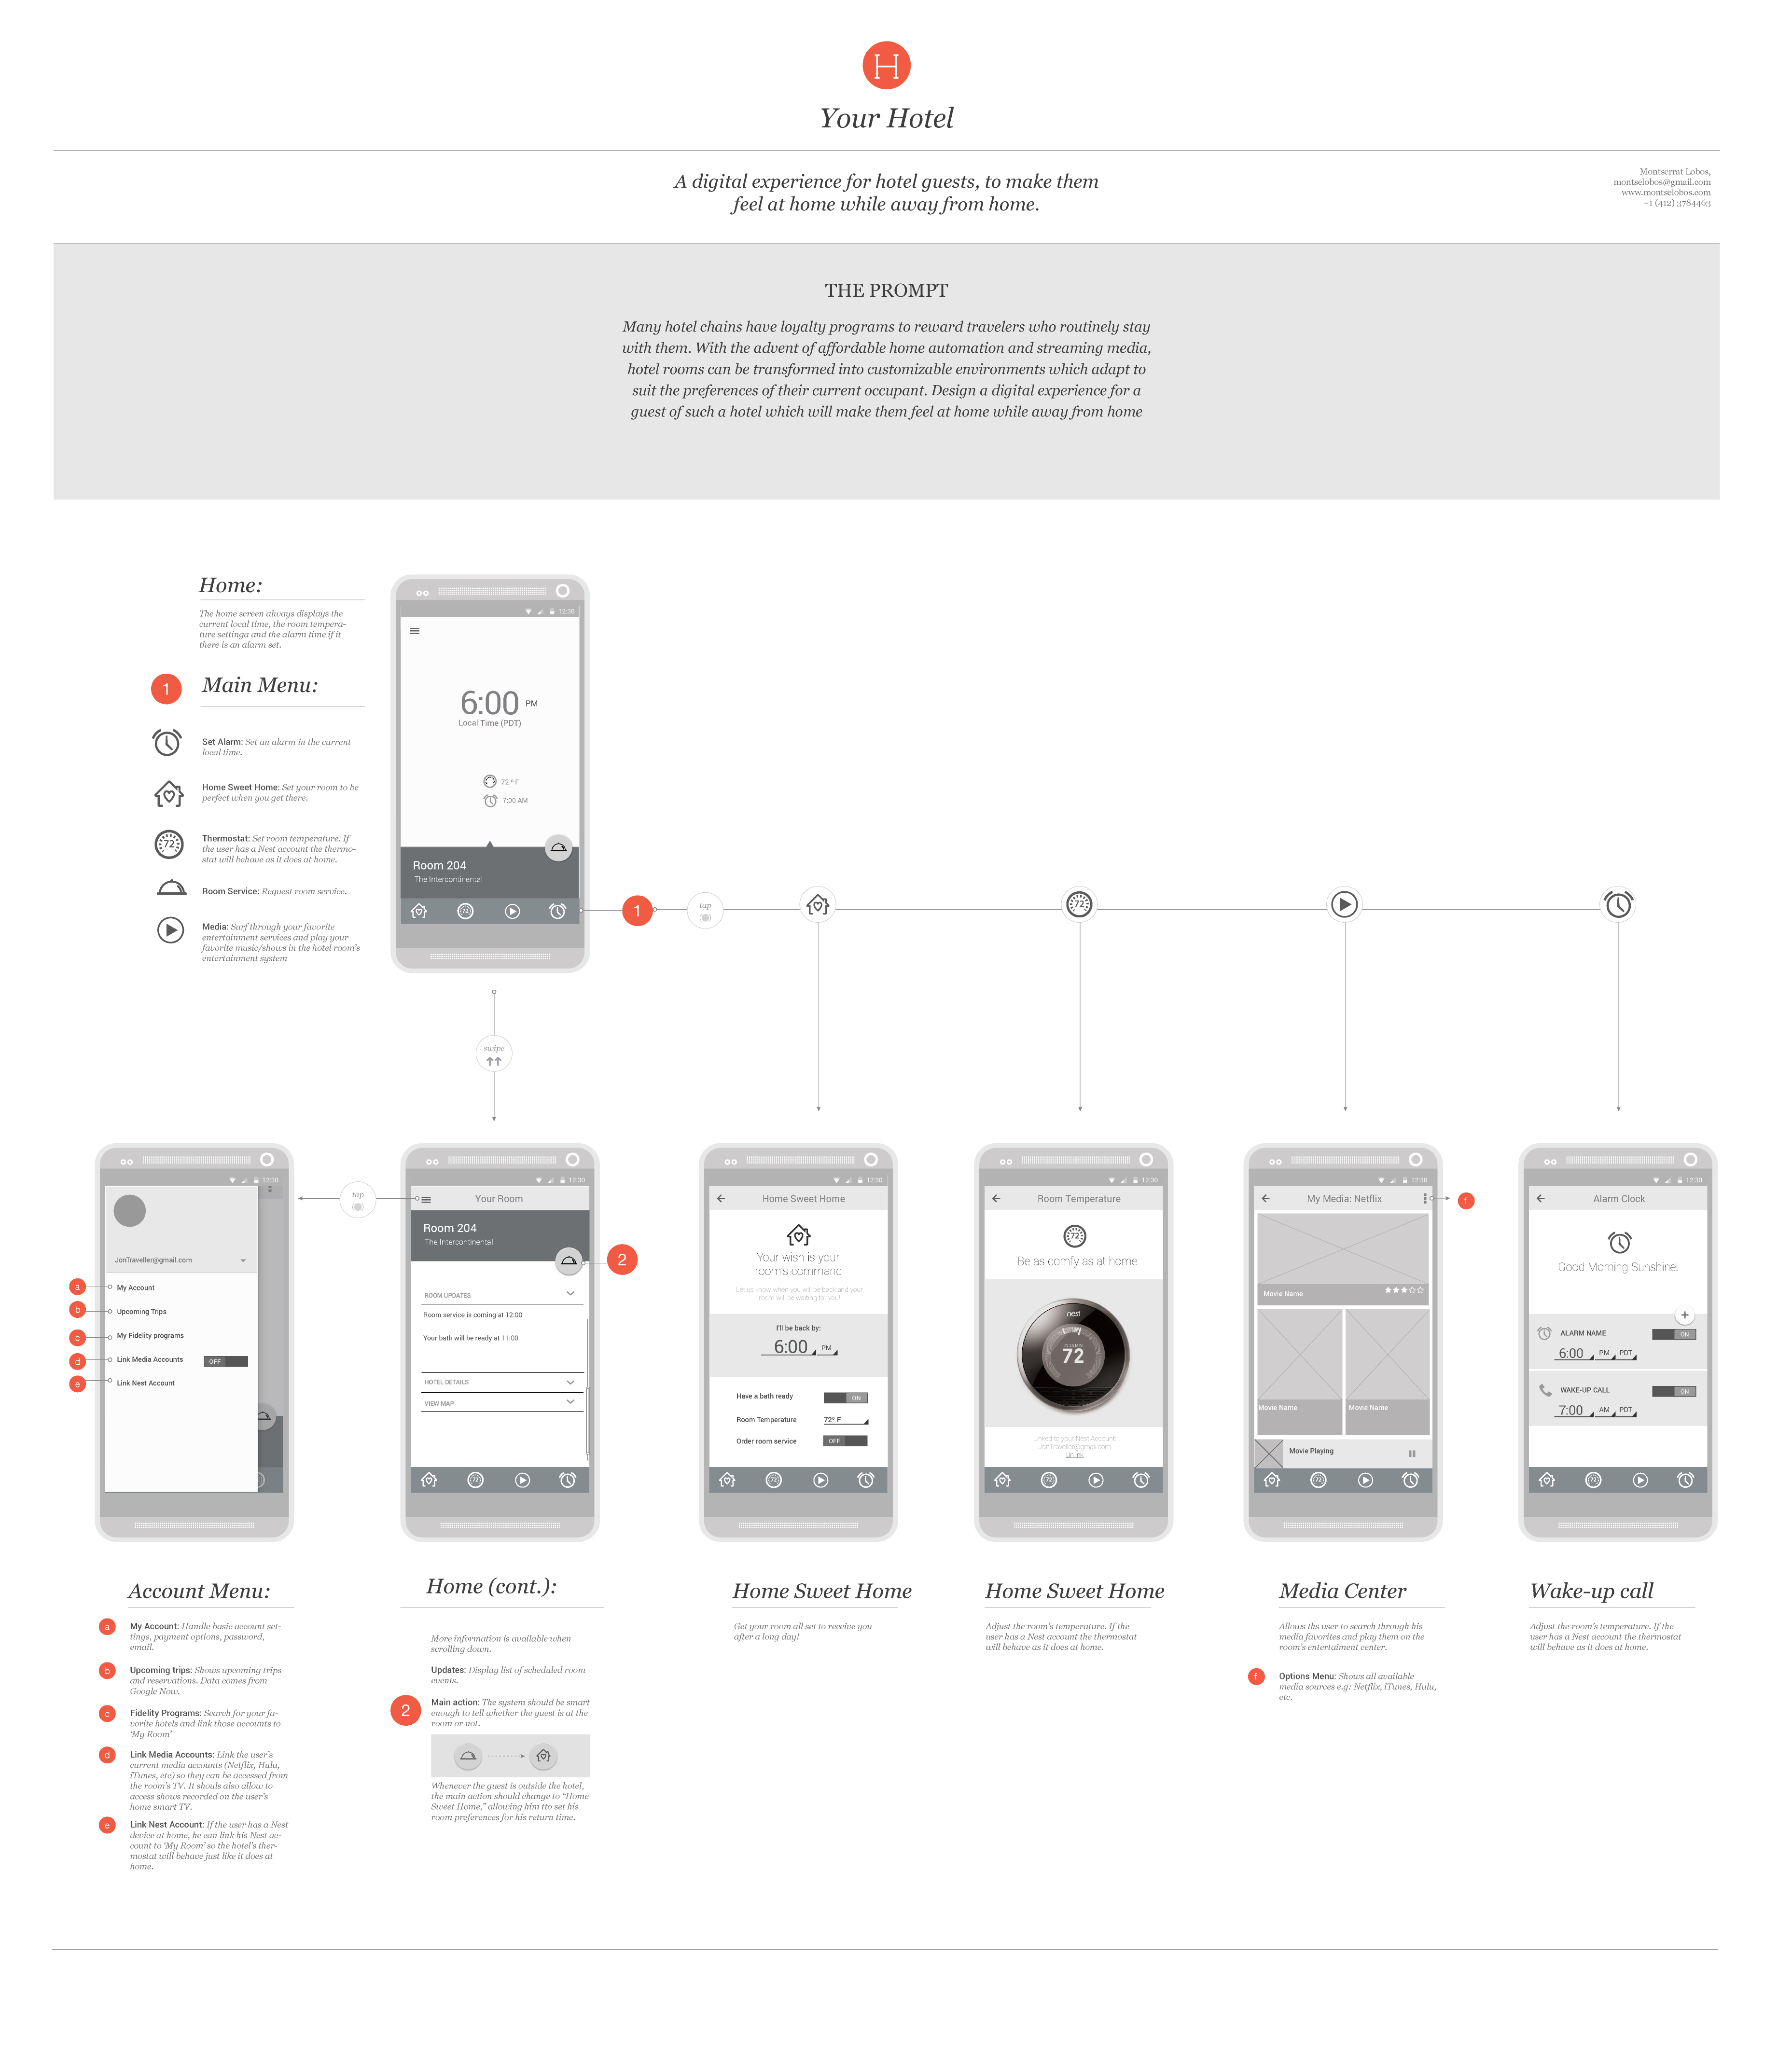 H
Your Hotel
A digital experience for hotel guests, to make them
feel at home while away from home.
Montserrat Lobos,
montselobos@gmail.com
www.montselobos.com
+1 (412) 3784463
THE PROMPT
Many hotel chains have loyalty programs to reward travelers who routinely stay
with them. With the advent of affordable home automation and streaming media,
hotel rooms can be transformed into customizable environments which adapt to
suit the preferences of their current occupant. Design a digital experience for a
guest of such a hotel which will make them feel at home while away from home
Home:
The home screen always displays the
current local time, the room tempera-
ture settinga and the alarm time if it
there is an alarm set.
1 Main Menu:
Set Alarm: Set an alarm in the current
local time.
Home Sweet Home: Set your room to be
perfect when you get there.
72
Thermostat: Set room temperature. If
the user has a Nest account the thermo-
stat will behave as it does at home.
Room Service: Request room service.
Media: Surf through your favorite
entertainment services and play your
favorite music/shows in the hotel room's
entertainment system
12:30
6:00 PM
Local Time (PDT)
72 º F
7:00 AM
Room 204
The Intercontinental
72
1
tap
72
swipe
12:30
JonTraveller@gmail.com
a My Account
b Upcoming Trips
c My Fidelity programs
d Link Media Accounts OFF
e Link Nest Account
tap
12:30
Your Room
Room 204
The Intercontinental
2
ROOM UPDATES
Room service is coming at 12:00
Your bath will be ready at 11:00
HOTEL DETAILS
VIEW MAP
72
12:30
Home Sweet Home
Your wish is your
room's command
Let us know when you will be back and your
room will be waiting for you!
I'll be back by:
6:00 PM
Have a bath ready ON
Room Temperature 72º F
Order room service OFF
72
12:30
Room Temperature
72
Be as comfy as at home
nest
72
Linked to your Nest Account:
JonTraveller@gmail.com
Unlink
72
12:30
My Media: Netflix
f
Movie Name
Movie Name
Movie Name
Movie Playing
72
12:30
Alarm Clock
Good Morning Sunshine!
+
ALARM NAME ON
6:00 PM PDT
WAKE-UP CALL ON
7:00 AM PDT
72
Account Menu:
a My Account: Handle basic account set-
tings, payment options, password,
email.
b Upcoming trips: Shows upcoming trips
and reservations. Data comes from
Google Now.
c Fidelity Programs: Search for your fa-
vorite hotels and link those accounts to
'My Room'
d Link Media Accounts: Link the user's
current media accounts (Netflix, Hulu,
iTunes, etc) so they can be accessed from
the room's TV. It shouls also allow to
access shows recorded on the user's
home smart TV.
e Link Nest Account: If the user has a Nest
device at home, he can link his Nest ac-
count to 'My Room' so the hotel's ther-
mostat will behave just like it does at
home.
Home (cont.):
More information is available when
scrolling down.
Updates: Display list of scheduled room
events.
2 Main action: The system should be smart
enough to tell whether the guest is at the
room or not.
Whenever the guest is outside the hotel,
the main action should change to "Home
Sweet Home," allowing him tto set his
room preferences for his return time.
Home Sweet Home
Get your room all set to receive you
after a long day!
Home Sweet Home
Adjust the room's temperature. If the
user has a Nest account the thermostat
will behave as it does at home.
Media Center
Allows ths user to search through his
media favorites and play them on the
room's entertaiment center.
f Options Menu: Shows all available
media sources e.g: Netflix, iTunes, Hulu,
etc.
Wake-up call
Adjust the room's temperature. If the
user has a Nest account the thermostat
will behave as it does at home.